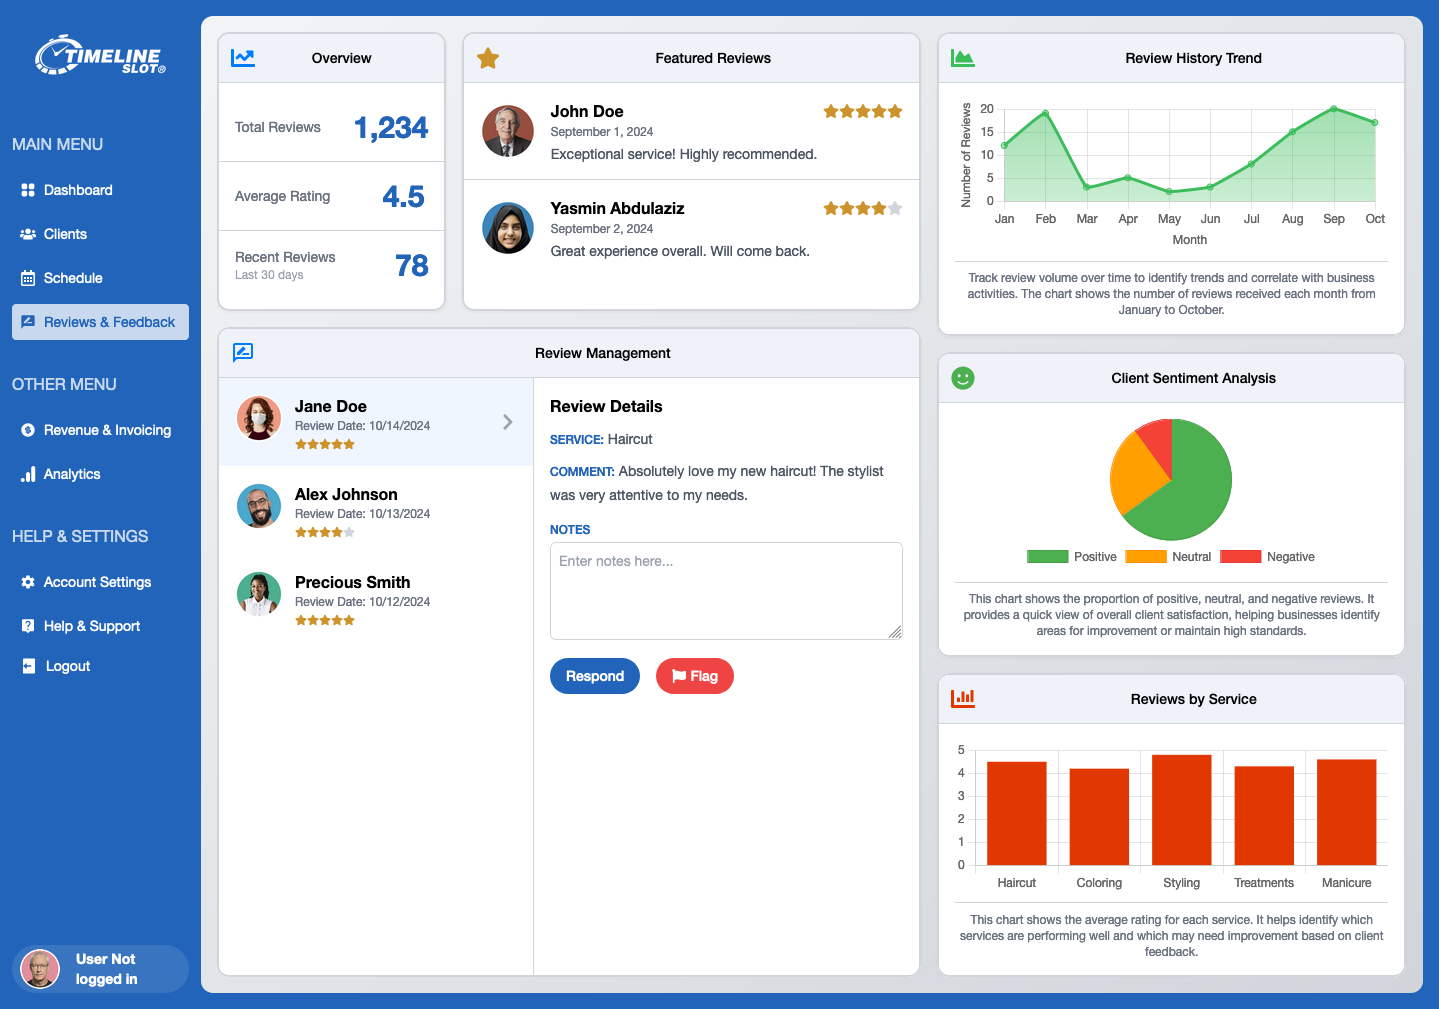 TIMELINE
SLOT®
MAIN MENU
Dashboard
Clients
Schedule
Reviews & Feedback
OTHER MENU
Revenue & Invoicing
Analytics
HELP & SETTINGS
Account Settings
Help & Support
Logout
User Not
logged in
Overview
Total Reviews 1,234
Average Rating 4.5
Recent Reviews
Last 30 days
78
Featured Reviews
John Doe
September 1, 2024
Exceptional service! Highly recommended.
Yasmin Abdulaziz
September 2, 2024
Great experience overall. Will come back.
Review Management
Jane Doe
Review Date: 10/14/2024
Alex Johnson
Review Date: 10/13/2024
Precious Smith
Review Date: 10/12/2024
Review Details
SERVICE: Haircut
COMMENT: Absolutely love my new haircut! The stylist
was very attentive to my needs.
NOTES
Enter notes here...
Respond
Flag
Review History Trend
Number of Reviews
20
15
10
5
0
Jan Feb Mar Apr May Jun Jul Aug Sep Oct
Month
Track review volume over time to identify trends and correlate with business
activities. The chart shows the number of reviews received each month from
January to October.
Client Sentiment Analysis
Positive Neutral Negative
This chart shows the proportion of positive, neutral, and negative reviews. It
provides a quick view of overall client satisfaction, helping businesses identify
areas for improvement or maintain high standards.
Reviews by Service
5
4
3
2
1
0
Haircut Coloring Styling Treatments Manicure
This chart shows the average rating for each service. It helps identify which
services are performing well and which may need improvement based on client
feedback.